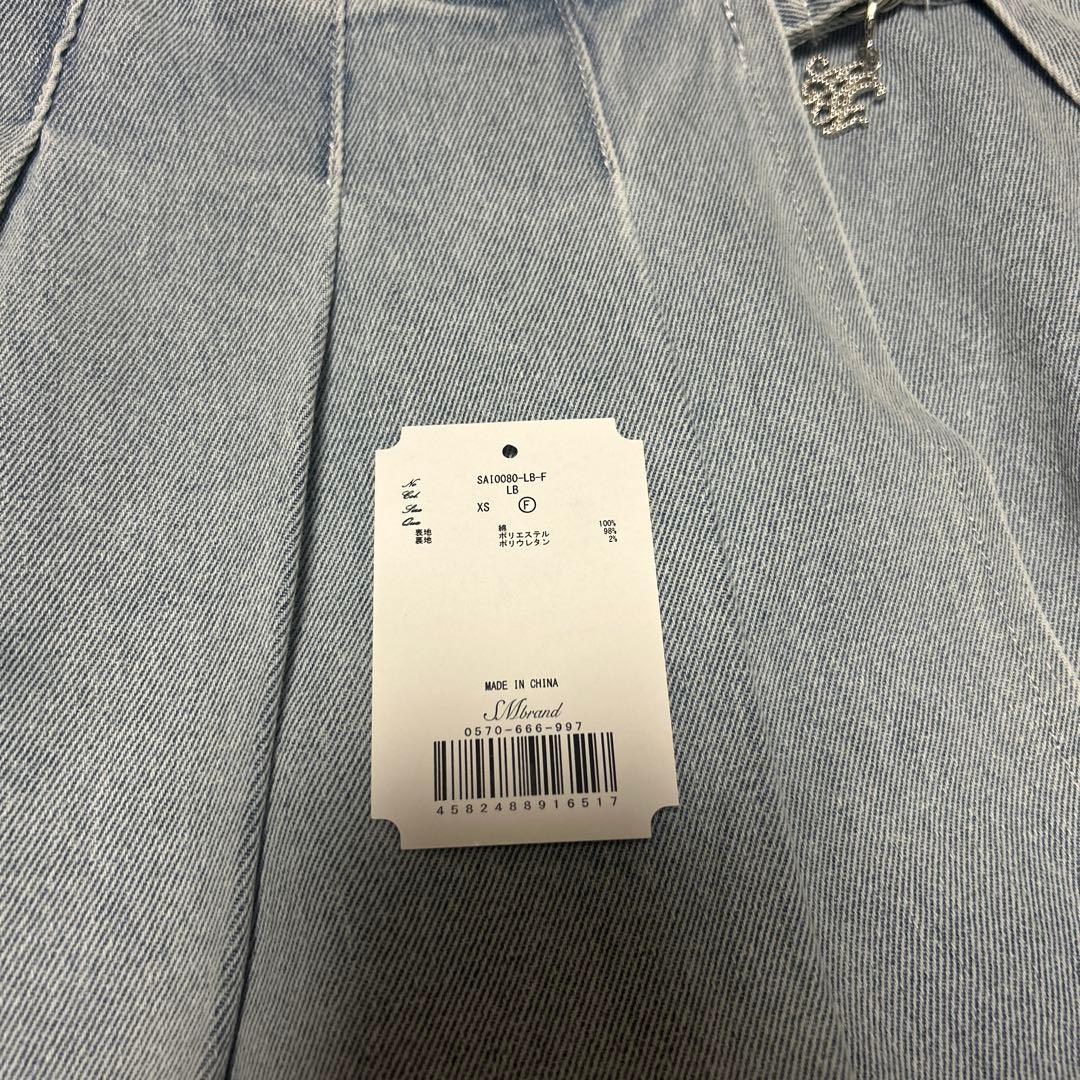 No SAI0080-LB-F
Col LB
Size XS Ⓕ
Qua
表地 綿 100%
裏地 ポリエステル 98%
ポリウレタン 2%
MADE IN CHINA
SMbrand
0570-666-997
4582488916517